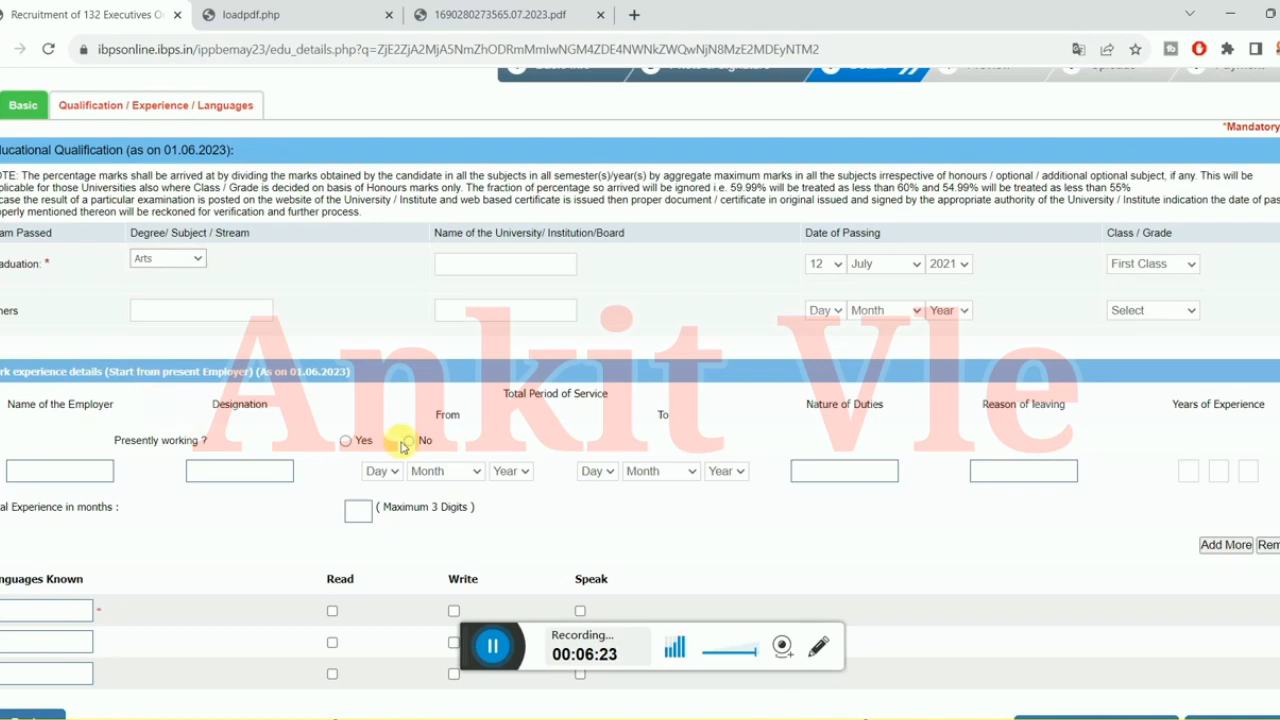 Recruitment of 132 Executives O
loadpdf.php
1690280273565.07.2023.pdf
ibpsonline.ibps.in/ippbemay23/edu_details.php?q=ZjE2ZjA2MjA5NmZhODRmMmIwNGM4ZDE4NWNkZWQwNjN8MzE2MDEyNTM2
Basic
Qualification / Experience / Languages
*Mandatory
ucational Qualification (as on 01.06.2023):
OTE: The percentage marks shall be arrived at by dividing the marks obtained by the candidate in all the subjects in all semester(s)/year(s) by aggregate maximum marks in all the subjects irrespective of honours / optional / additional optional subject, if any. This will be
plicable for those Universities also where Class / Grade is decided on basis of Honours marks only. The fraction of percentage so arrived will be ignored i.e. 59.99% will be treated as less than 60% and 54.99% will be treated as less than 55%
case the result of a particular examination is posted on the website of the University / Institute and web based certificate is issued then proper document / certificate in original issued and signed by the appropriate authority of the University / Institute indication the date of pas
operly mentioned thereon will be reckoned for verification and further process.
am Passed Degree/ Subject / Stream Name of the University/ Institution/Board Date of Passing Class / Grade
aduation: * Arts 12 July 2021 First Class
hers Day Month Year Select
Ankit Vle
rk experience details (Start from present Employer) (As on 01.06.2023)
Total Period of Service
Name of the Employer Designation From To Nature of Duties Reason of leaving Years of Experience
Presently working ? Yes No
Day Month Year Day Month Year
al Experience in months : ( Maximum 3 Digits )
Add More Rem
nguages Known Read Write Speak
*
Recording...
00:06:23